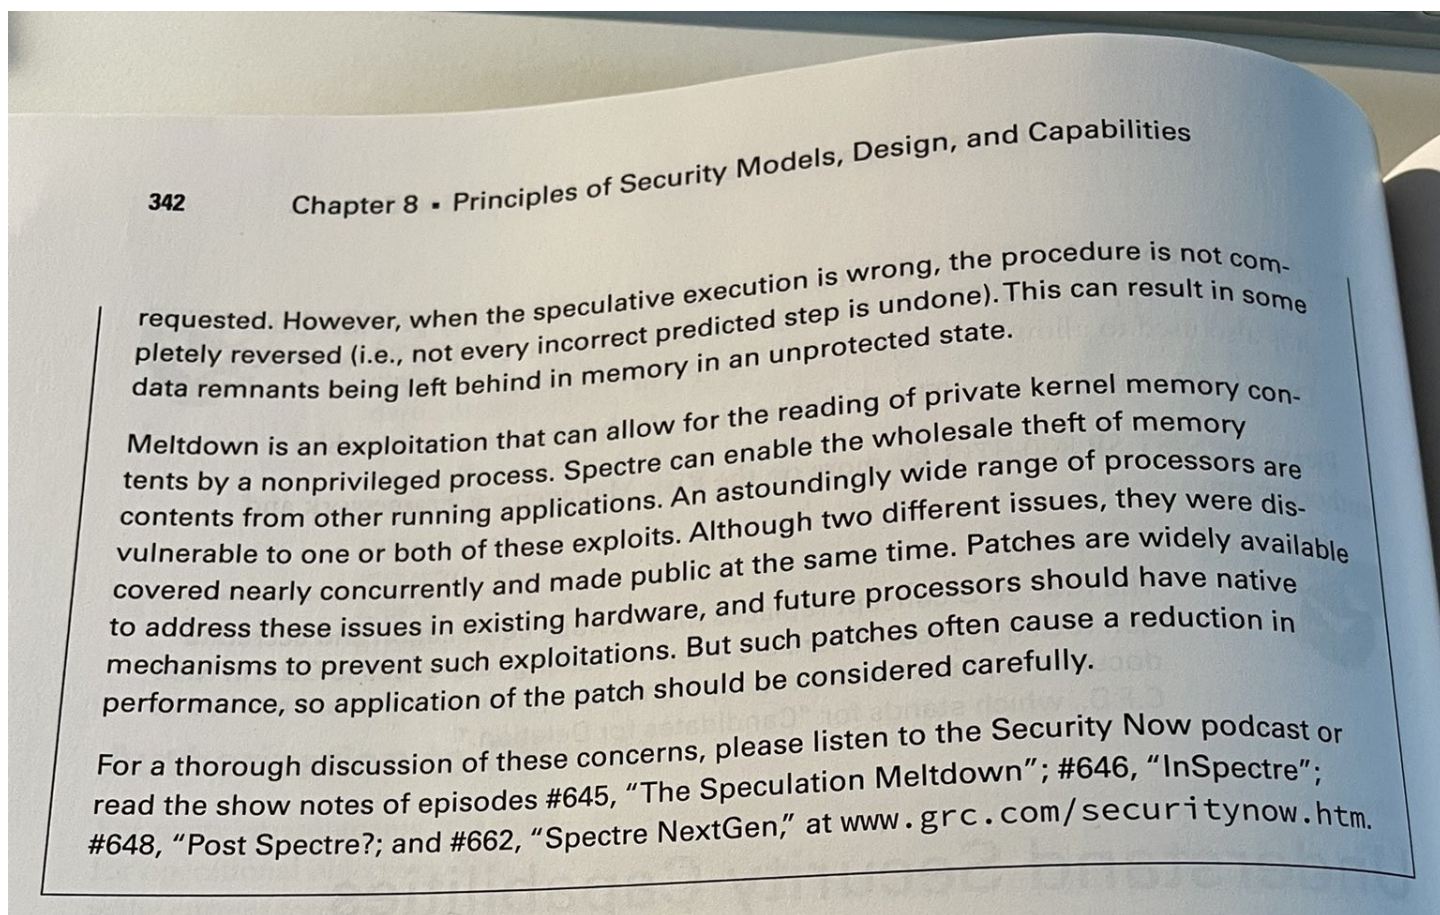 342 Chapter 8 ▪ Principles of Security Models, Design, and Capabilities
requested. However, when the speculative execution is wrong, the procedure is not com-
pletely reversed (i.e., not every incorrect predicted step is undone). This can result in some
data remnants being left behind in memory in an unprotected state.
Meltdown is an exploitation that can allow for the reading of private kernel memory con-
tents by a nonprivileged process. Spectre can enable the wholesale theft of memory
contents from other running applications. An astoundingly wide range of processors are
vulnerable to one or both of these exploits. Although two different issues, they were dis-
covered nearly concurrently and made public at the same time. Patches are widely available
to address these issues in existing hardware, and future processors should have native
mechanisms to prevent such exploitations. But such patches often cause a reduction in
performance, so application of the patch should be considered carefully.
For a thorough discussion of these concerns, please listen to the Security Now podcast or
read the show notes of episodes #645, “The Speculation Meltdown”; #646, “InSpectre”;
#648, “Post Spectre?; and #662, “Spectre NextGen,” at www.grc.com/securitynow.htm.